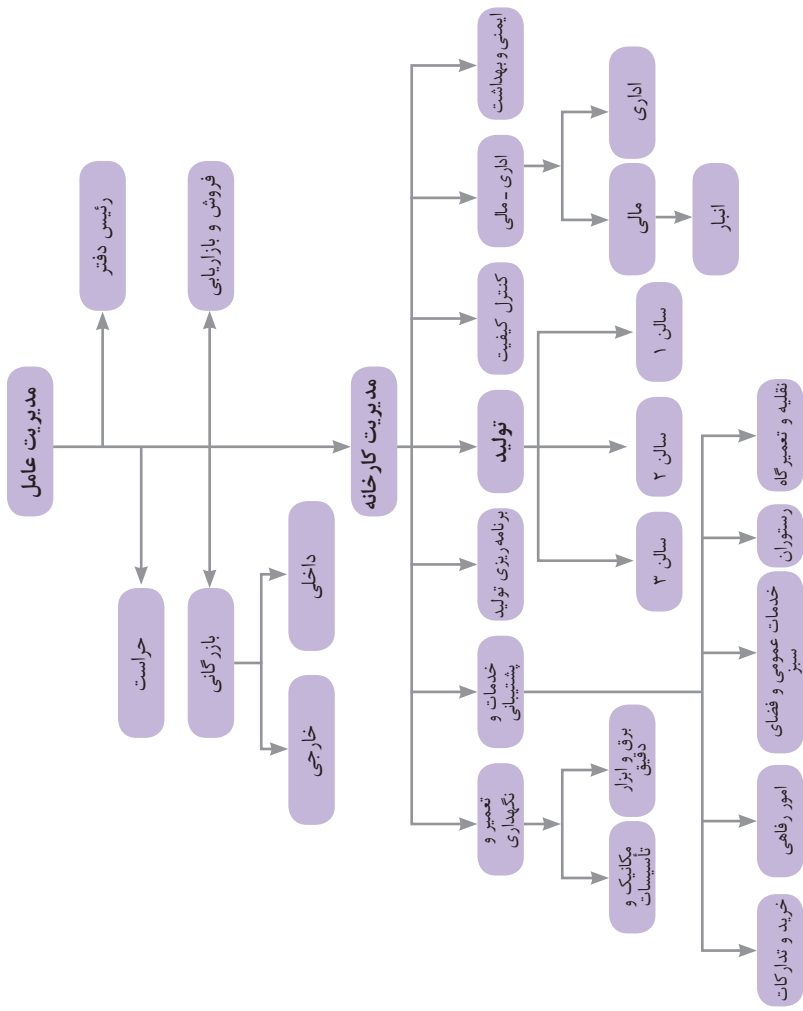 مدیریت عامل
رئیس دفتر
حراست
فروش و بازاریابی
بازرگانی
داخلی
خارجی
مدیریت کارخانه
ایمنی و بهداشت
اداری - مالی
کنترل کیفیت
تولید
برنامه ریزی تولید
خدمات و
پشتیبانی
تعمیر و
نگهداری
اداری
مالی
انبار
سالن ۱
سالن ۲
سالن ۳
برق و ابزار
دقیق
مکانیک و
تأسیسات
نقلیه و تعمیرگاه
رستوران
خدمات عمومی و فضای
سبز
امور رفاهی
خرید و تدارکات